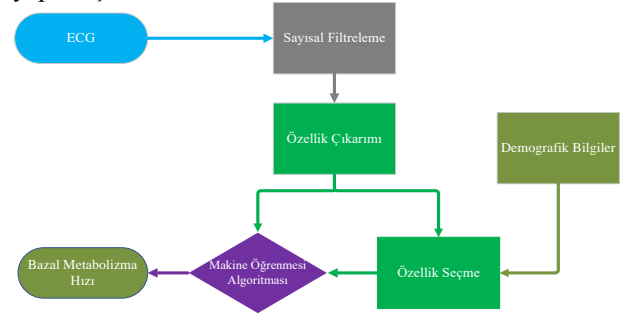 ECG
Sayısal Filtreleme
Özellik Çıkarımı
Demografik Bilgiler
Bazal Metabolizma
Hızı
Makine Öğrenmesi
Algoritması
Özellik Seçme